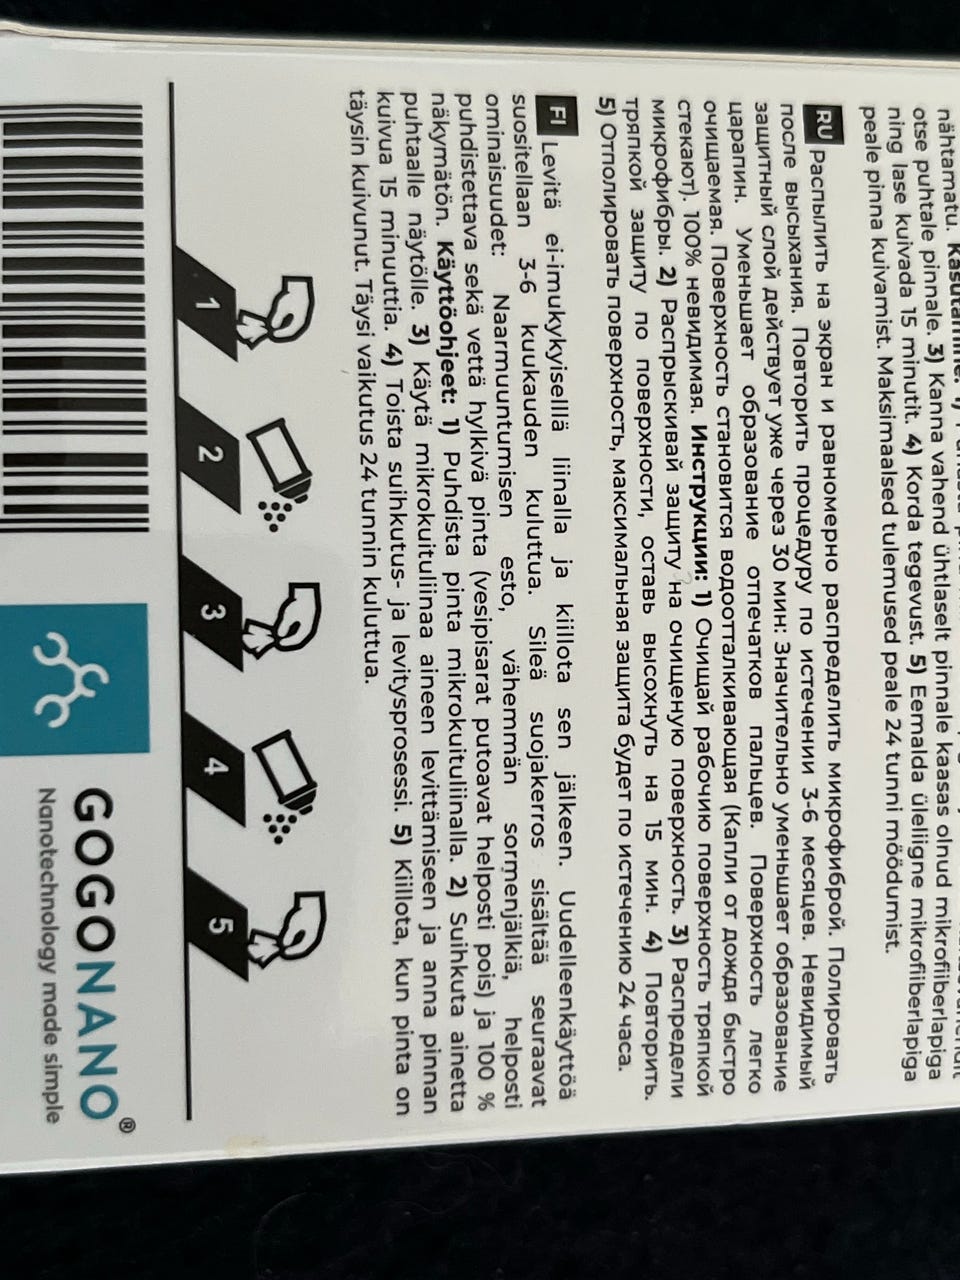 nähtamatu. Kasutamine: 1)
otse puhtale pinnale. 3) Kanna vahend ühtlaselt pinnale kaasas olnud mikrofiiberlapiga
ning lase kuivada 15 minutit. 4) Korda tegevust. 5) Eemalda üleliigne mikrofiiberlapiga
peale pinna kuivamist. Maksimaalsed tulemused peale 24 tunni möödumist.
RU Распылить на экран и равномерно распределить микрофиброй. Полировать
после высыхания. Повторить процедуру по истечении 3-6 месяцев. Невидимый
защитный слой действует уже через 30 мин: Значительно уменьшает образование
царапин. Уменьшает образование отпечатков пальцев. Поверхность легко
очищаемая. Поверхность становится водоотталкивающая (Капли от дождя быстро
стекают). 100% невидимая. Инструкции: 1) Очищай рабочию поверхность тряпкой
микрофибры. 2) Распрыскивай защиту на очищеную поверхность. 3) Распредели
тряпкой защиту по поверхности, оставь высохнуть на 15 мин. 4) Повторить.
5) Отполировать поверхность, максимальная защита будет по истечению 24 часа.
FI Levitä ei-imukykyisellä liinalla ja kiillota sen jälkeen. Uudelleenkäyttöä
suositellaan 3-6 kuukauden kuluttua. Sileä suojakerros sisältää seuraavat
ominaisuudet: Naarmuuntumisen esto, vähemmän sormenjälkiä, helposti
puhdistettava sekä vettä hylkivä pinta (vesipisarat putoavat helposti pois) ja 100 %
näkymätön. Käyttöohjeet: 1) Puhdista pinta mikrokuituliinalla. 2) Suihkuta ainetta
puhtaalle näytölle. 3) Käytä mikrokuituliinaa aineen levittämiseen ja anna pinnan
kuivua 15 minuuttia. 4) Toista suihkutus- ja levitysprosessi. 5) Kiillota, kun pinta on
täysin kuivunut. Täysi vaikutus 24 tunnin kuluttua.
1 2 3 4 5
GOGONANO®
Nanotechnology made simple